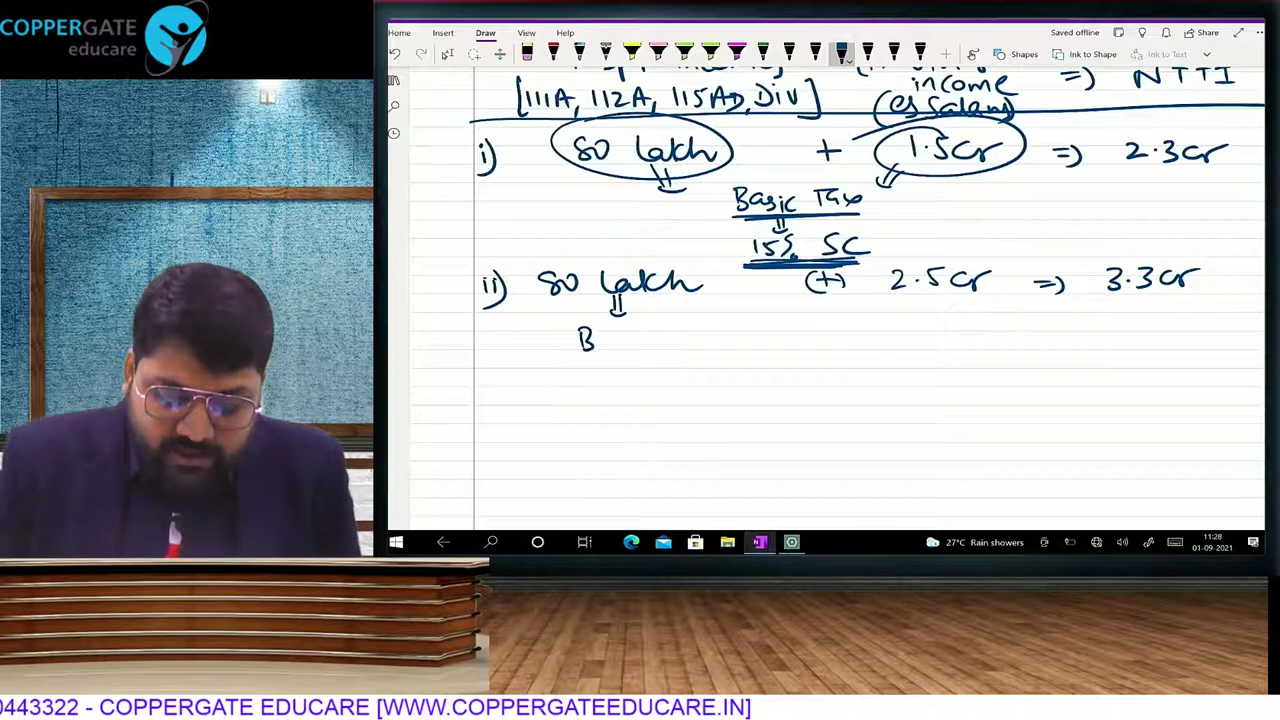 COPPERGATE
educare
Home Insert Draw View Help
Saved offline
Share
Shapes
Ink to Shape
Ink to Text
income => NTTI
[111A, 112A, 115AD, Div]
(eg salary)
i) 80 lakh + 1.5cr => 2.3cr
Basic Tax
15% SC
ii) 80 lakh (+) 2.5cr => 3.3cr
B
27°C Rain showers
11:28
01-09-2021
0443322 - COPPERGATE EDUCARE [WWW.COPPERGATEEDUCARE.IN]